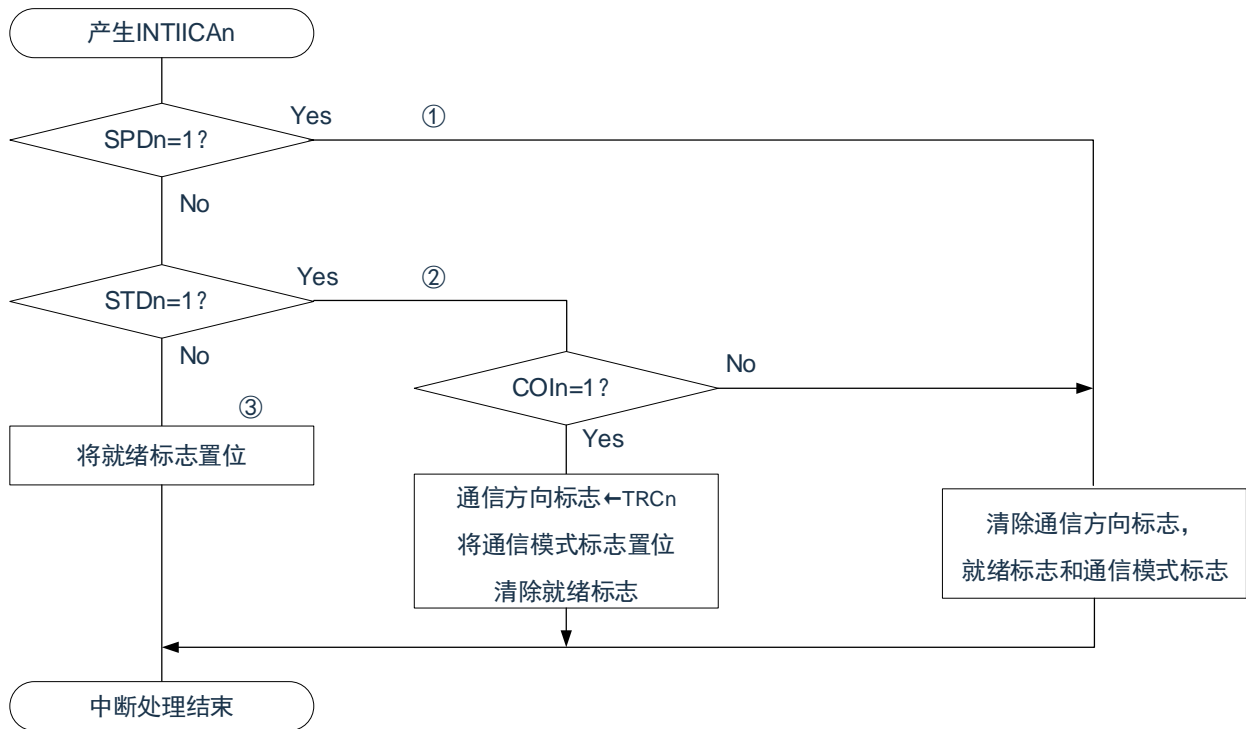 产生INTIICAn
Yes
①
SPDn=1?
No
Yes
②
STDn=1?
No
No
COIn=1?
③
Yes
将就绪标志置位
通信方向标志←TRCn
将通信模式标志置位
清除就绪标志
清除通信方向标志，
就绪标志和通信模式标志
中断处理结束